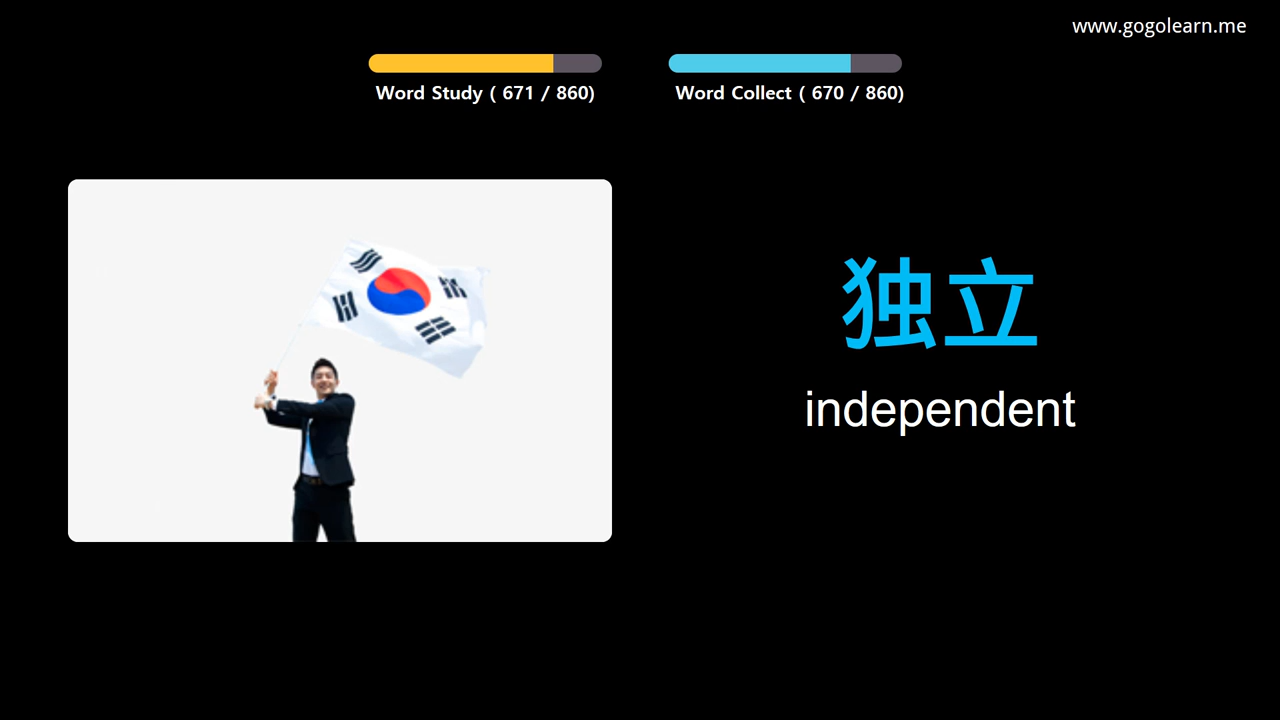 www.gogolearn.me
Word Study ( 671 / 860)
Word Collect ( 670 / 860)
独立
independent